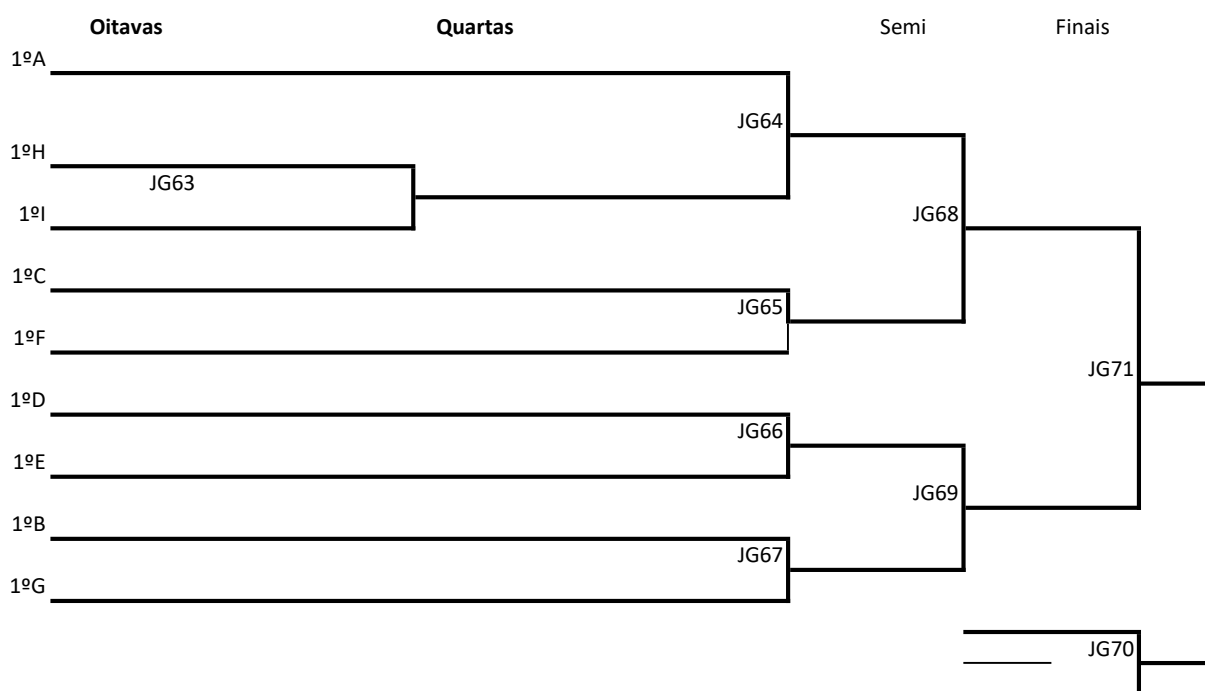 Oitavas Quartas Semi Finais
1ºA
JG64
1ºH
JG63
1ºI
JG68
1ºC
JG65
1ºF
JG71
1ºD
JG66
1ºE
JG69
1ºB
JG67
1ºG
JG70